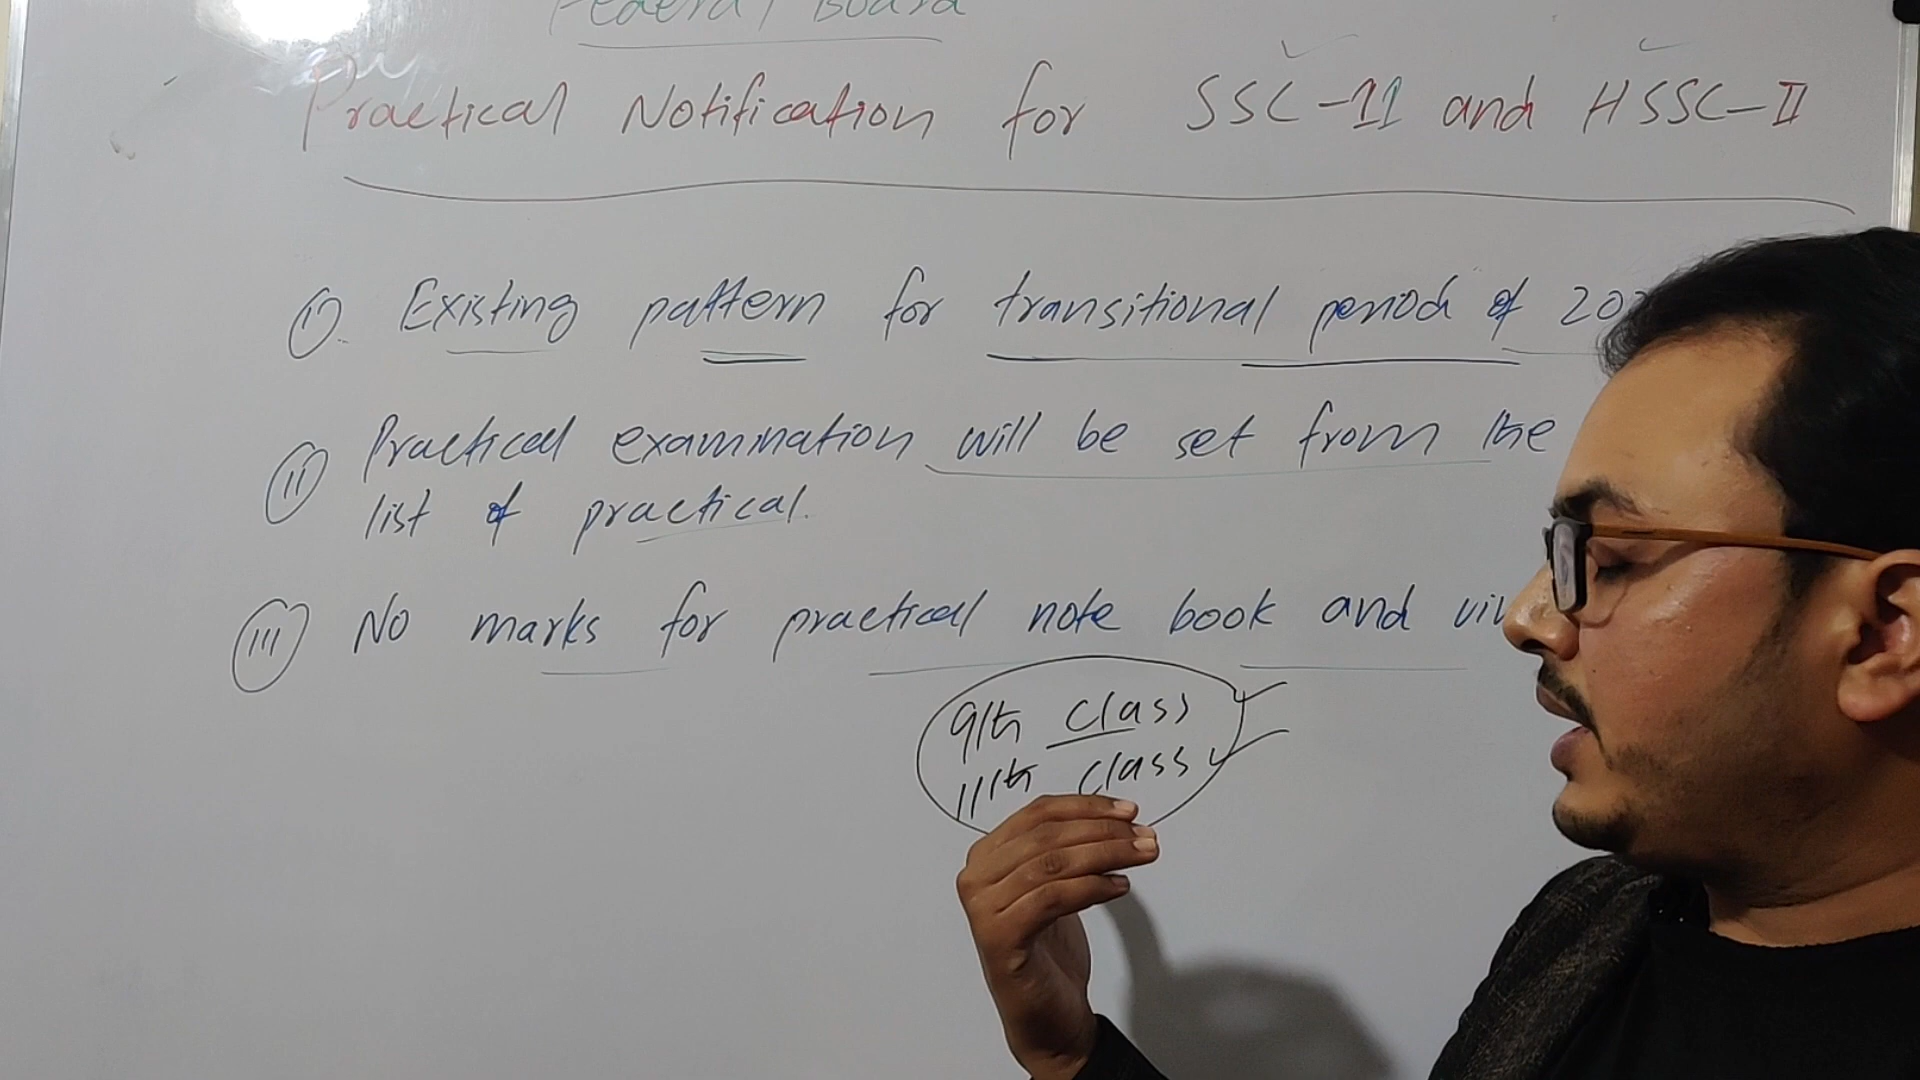 Federal Board
Practical Notification for SSC-II and HSSC-II
(i). Existing pattern for transitional period of
(ii) Practical examination will be set from the
list of practical.
(iii) No marks for practical note book and
9th class
11th class